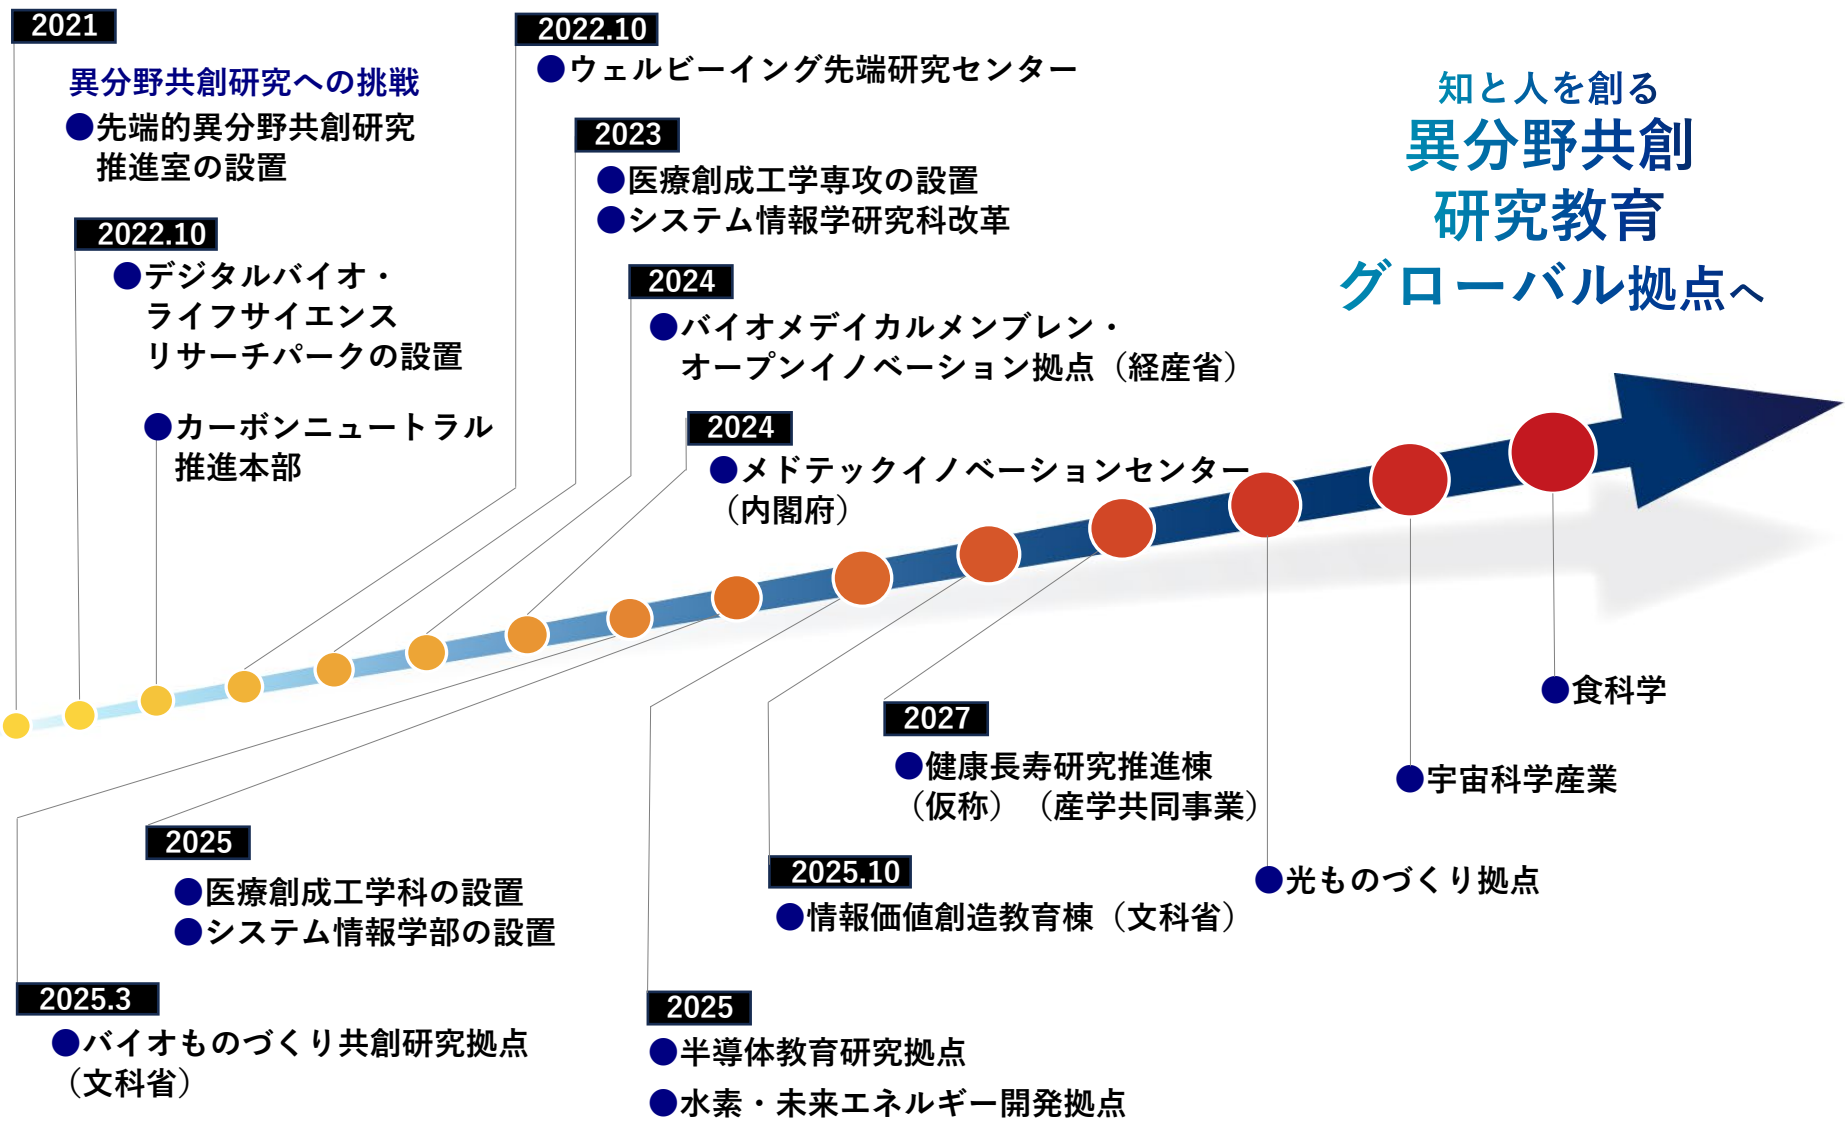 2021
異分野共創研究への挑戦
●先端的異分野共創研究
推進室の設置
2022.10
●デジタルバイオ・
ライフサイエンス
リサーチパークの設置
●カーボンニュートラル
推進本部
2022.10
●ウェルビーイング先端研究センター
2023
●医療創成工学専攻の設置
●システム情報学研究科改革
2024
●バイオメデイカルメンブレン・
オープンイノベーション拠点（経産省）
2024
●メドテックイノベーションセンター
（内閣府）
知と人を創る
異分野共創
研究教育
グローバル拠点へ
2025.3
●バイオものづくり共創研究拠点
（文科省）
2025
●医療創成工学科の設置
●システム情報学部の設置
2025
●半導体教育研究拠点
●水素・未来エネルギー開発拠点
2025.10
●情報価値創造教育棟（文科省）
2027
●健康長寿研究推進棟
（仮称）（産学共同事業）
●光ものづくり拠点
●宇宙科学産業
●食科学